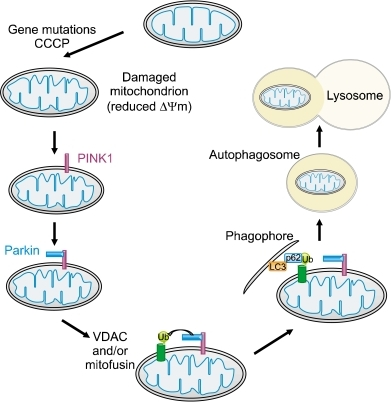 Gene mutations
CCCP
Damaged
mitochondrion
(reduced ΔΨm)
PINK1
Parkin
VDAC
and/or
mitofusin
Ub
Phagophore
LC3
p62
Ub
Autophagosome
Lysosome